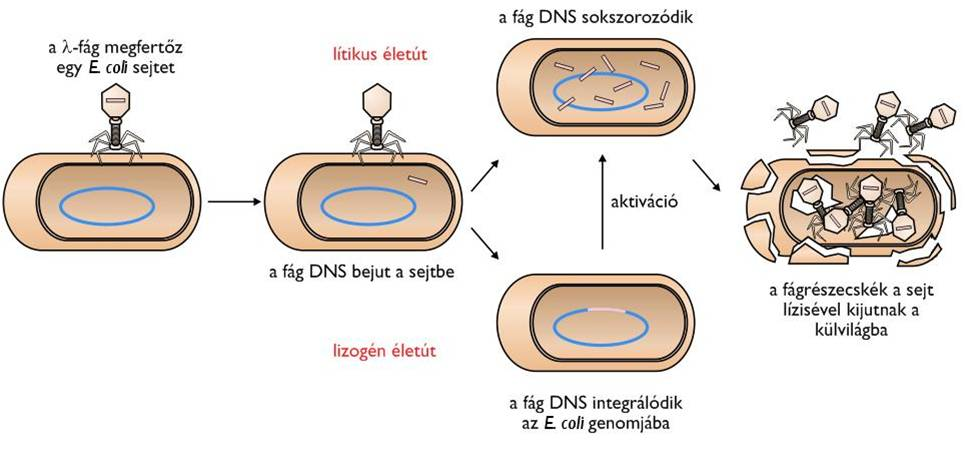 a λ-fág megfertőz
egy E. coli sejtet
lítikus életút
a fág DNS sokszorozódik
a fág DNS bejut a sejtbe
aktiváció
a fágrészecskék a sejt
lízisével kijutnak a
külvilágba
lizogén életút
a fág DNS integrálódik
az E. coli genomjába